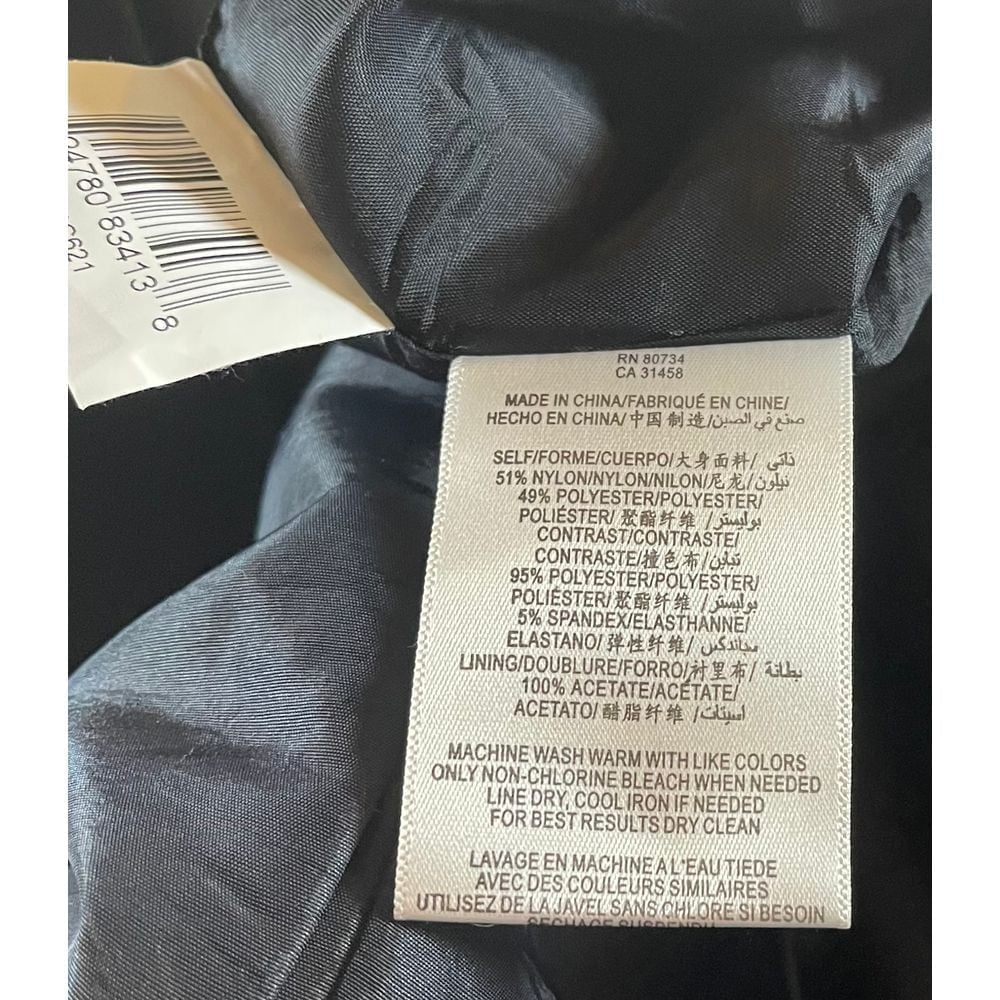 04780 83413 8
621
RN 80734
CA 31458
MADE IN CHINA/FABRIQUÉ EN CHINE/
HECHO EN CHINA/中国制造/صنع في الصين
SELF/FORME/CUERPO/大身面料/ ذاتي
51% NYLON/NYLON/NILON/尼龙/نيلون
49% POLYESTER/POLYESTER/
POLIÉSTER/ 聚酯纤维 /بوليستر
CONTRAST/CONTRASTE/
CONTRASTE/撞色布/تباين
95% POLYESTER/POLYESTER/
POLIÉSTER/ 聚酯纤维 /بوليستر
5% SPANDEX/ELASTHANNE/
ELASTANO/ 弹性纤维/
LINING/DOUBLURE/FORRO/衬里布/ بطانة
100% ACETATE/ACÉTATE/
ACETATO/ 醋脂纤维 /اسيتات
MACHINE WASH WARM WITH LIKE COLORS
ONLY NON-CHLORINE BLEACH WHEN NEEDED
LINE DRY, COOL IRON IF NEEDED
FOR BEST RESULTS DRY CLEAN
LAVAGE EN MACHINE A L'EAU TIEDE
AVEC DES COULEURS SIMILAIRES
UTILISEZ DE LA JAVEL SANS CHLORE SI BESOIN
SECHAGE SUSPENDU